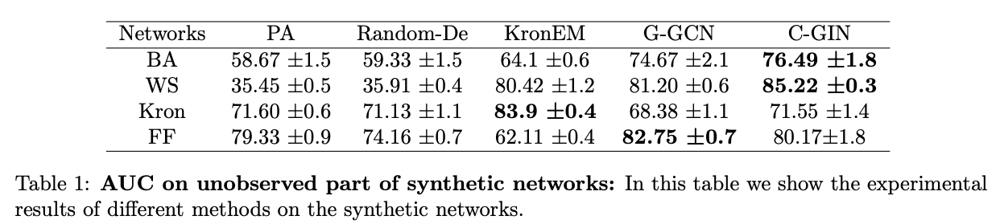 Networks PA Random-De KronEM G-GCN C-GIN
BA 58.67 ±1.5 59.33 ±1.5 64.1 ±0.6 74.67 ±2.1 76.49 ±1.8
WS 35.45 ±0.5 35.91 ±0.4 80.42 ±1.2 81.20 ±0.6 85.22 ±0.3
Kron 71.60 ±0.6 71.13 ±1.1 83.9 ±0.4 68.38 ±1.1 71.55 ±1.4
FF 79.33 ±0.9 74.16 ±0.7 62.11 ±0.4 82.75 ±0.7 80.17±1.8
Table 1: AUC on unobserved part of synthetic networks: In this table we show the experimental
results of different methods on the synthetic networks.